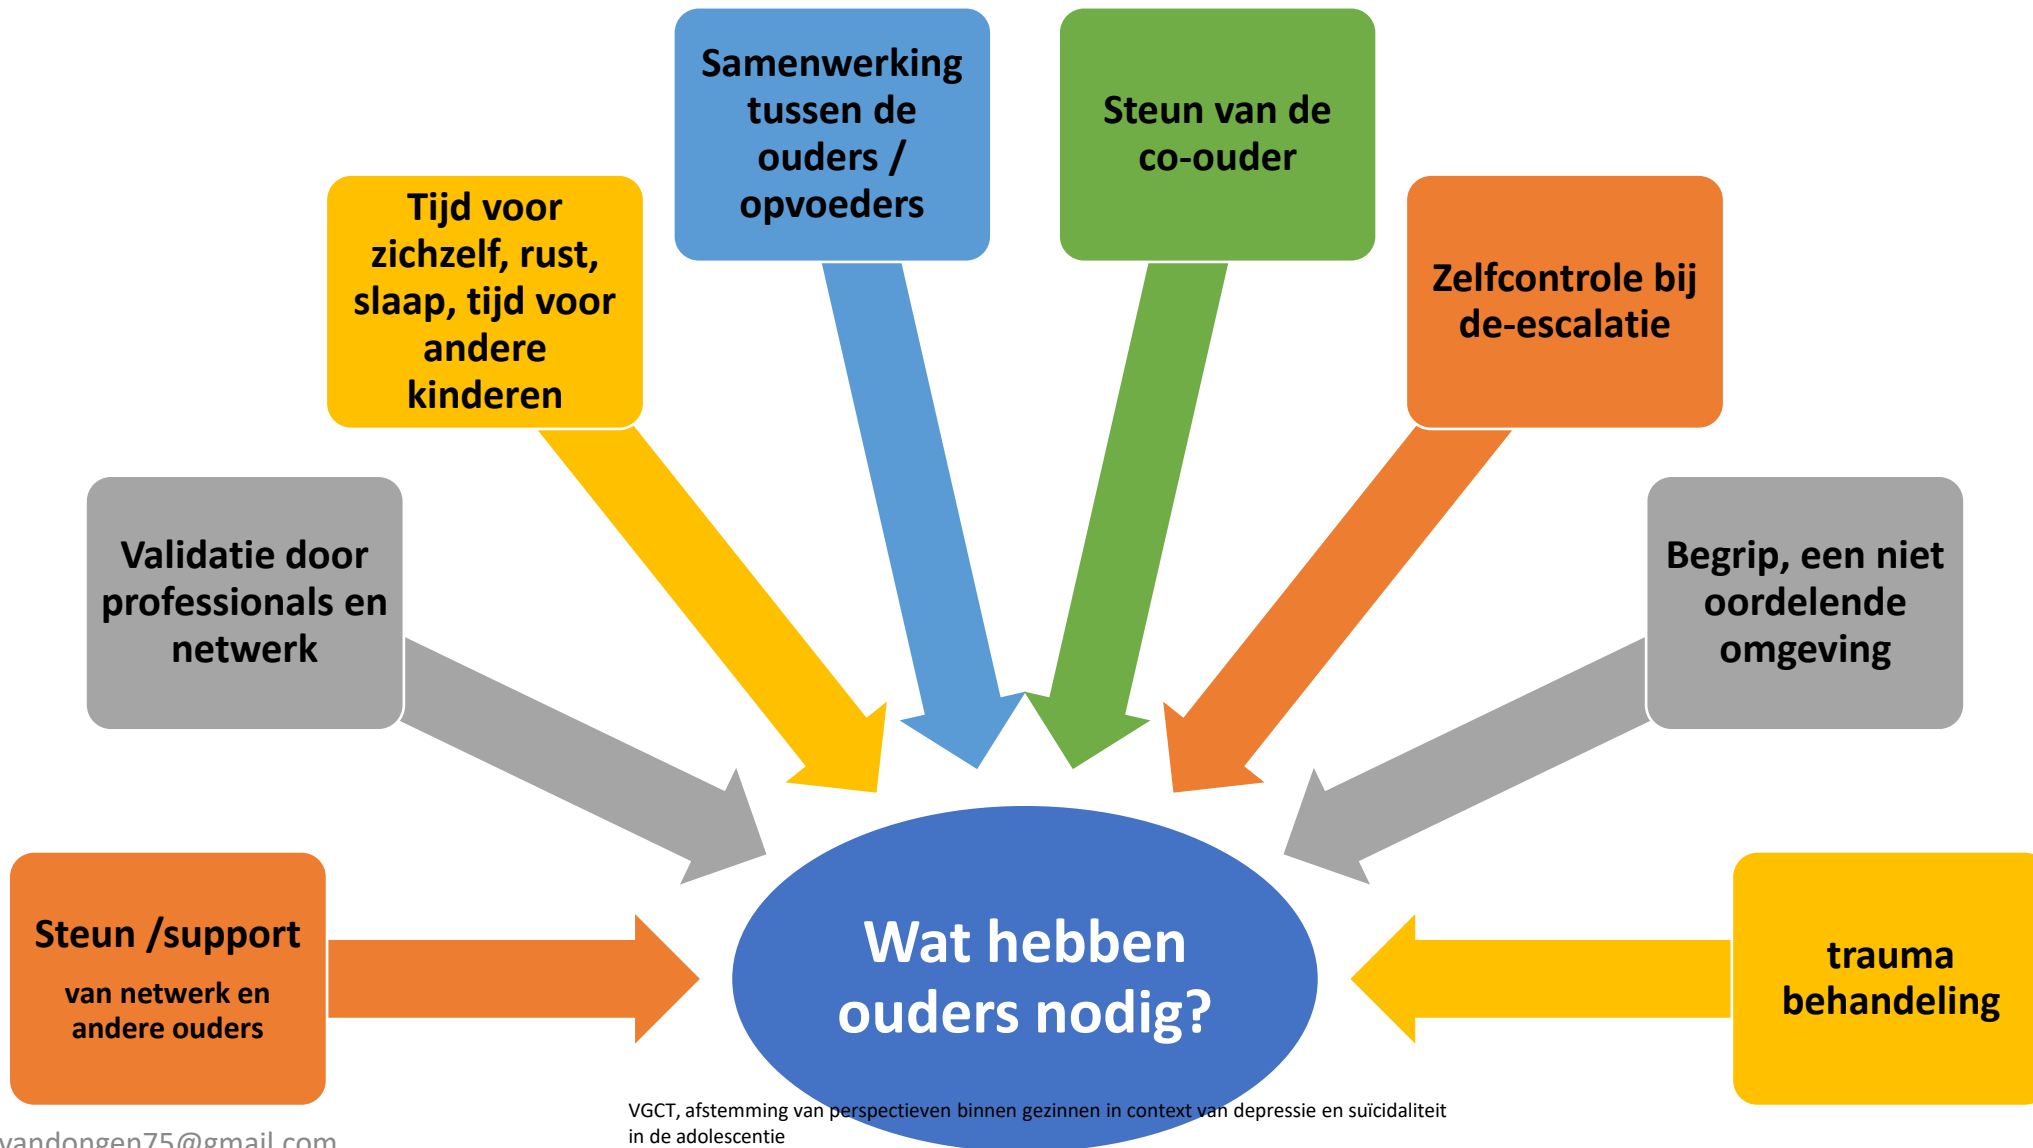 Samenwerking
tussen de
ouders /
opvoeders
Steun van de
co-ouder
Tijd voor
zichzelf, rust,
slaap, tijd voor
andere
kinderen
Zelfcontrole bij
de-escalatie
Validatie door
professionals en
netwerk
Begrip, een niet
oordelende
omgeving
Steun /support
van netwerk en
andere ouders
Wat hebben
ouders nodig?
trauma
behandeling
VGCT, afstemming van perspectieven binnen gezinnen in context van depressie en suïcidaliteit
in de adolescentie
vandongen75@gmail.com